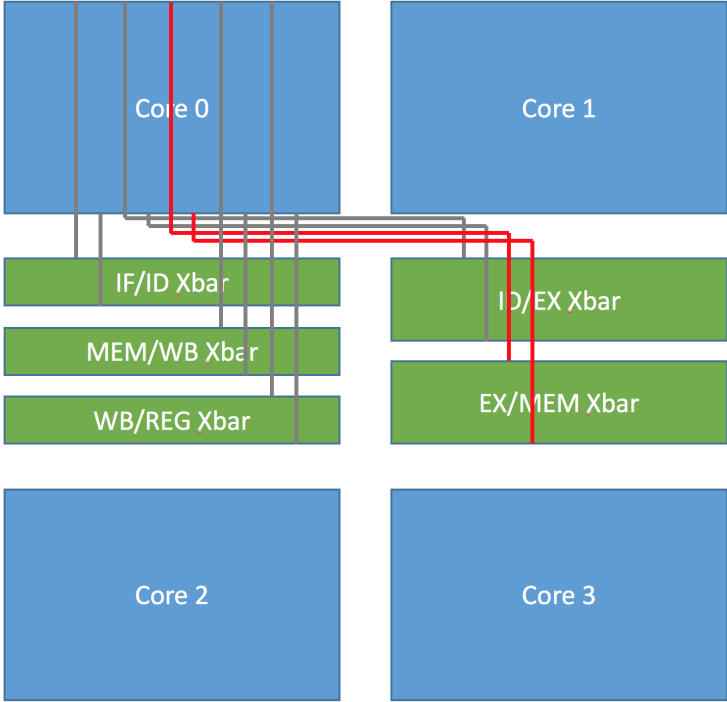 Core 0
Core 1
IF/ID Xbar
ID/EX Xbar
MEM/WB Xbar
EX/MEM Xbar
WB/REG Xbar
Core 2
Core 3